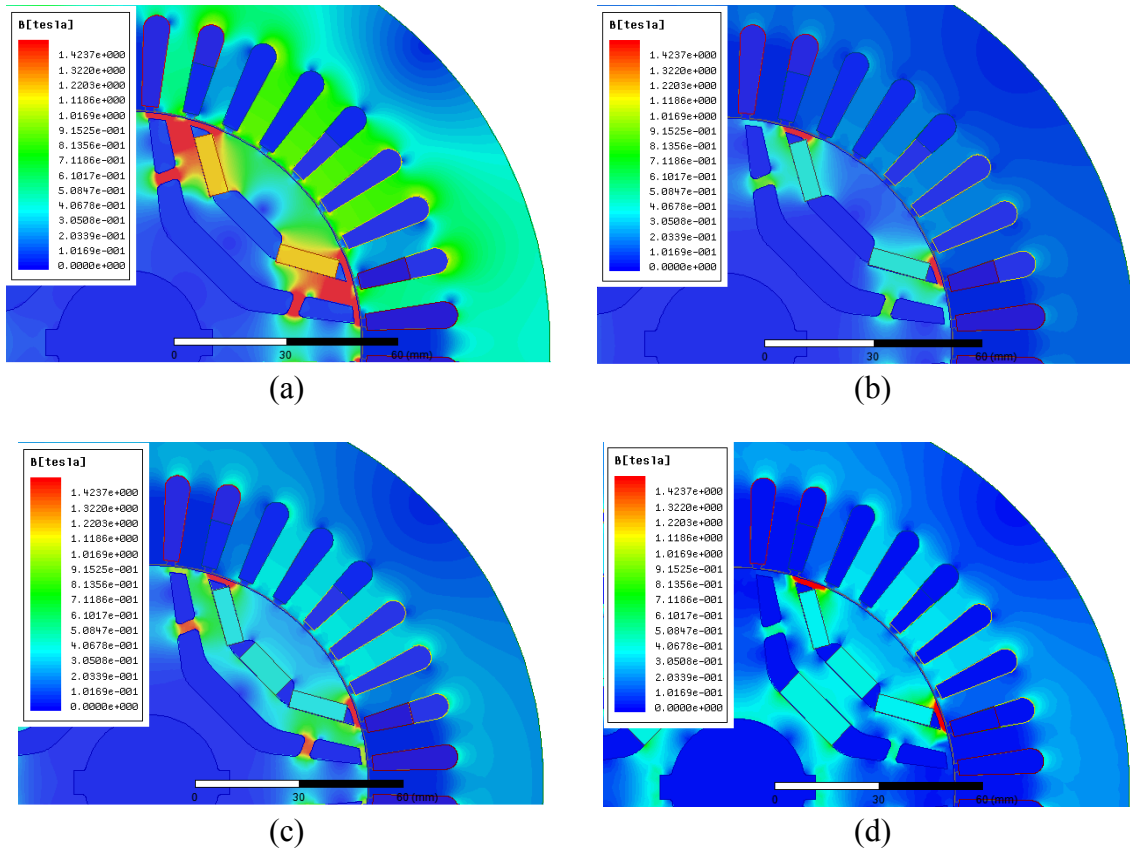 B[tesla]
1.4237e+000
1.3220e+000
1.2203e+000
1.1186e+000
1.0169e+000
9.1525e-001
8.1356e-001
7.1186e-001
6.1017e-001
5.0847e-001
4.0678e-001
3.0508e-001
2.0339e-001
1.0169e-001
0.0000e+000
0 30 60 (mm)
(a)
B[tesla]
1.4237e+000
1.3220e+000
1.2203e+000
1.1186e+000
1.0169e+000
9.1525e-001
8.1356e-001
7.1186e-001
6.1017e-001
5.0847e-001
4.0678e-001
3.0508e-001
2.0339e-001
1.0169e-001
0.0000e+000
0 30 60 (mm)
(b)
B[tesla]
1.4237e+000
1.3220e+000
1.2203e+000
1.1186e+000
1.0169e+000
9.1525e-001
8.1356e-001
7.1186e-001
6.1017e-001
5.0847e-001
4.0678e-001
3.0508e-001
2.0339e-001
1.0169e-001
0.0000e+000
0 30 60 (mm)
(c)
B[tesla]
1.4237e+000
1.3220e+000
1.2203e+000
1.1186e+000
1.0169e+000
9.1525e-001
8.1356e-001
7.1186e-001
6.1017e-001
5.0847e-001
4.0678e-001
3.0508e-001
2.0339e-001
1.0169e-001
0.0000e+000
0 30 60 (mm)
(d)